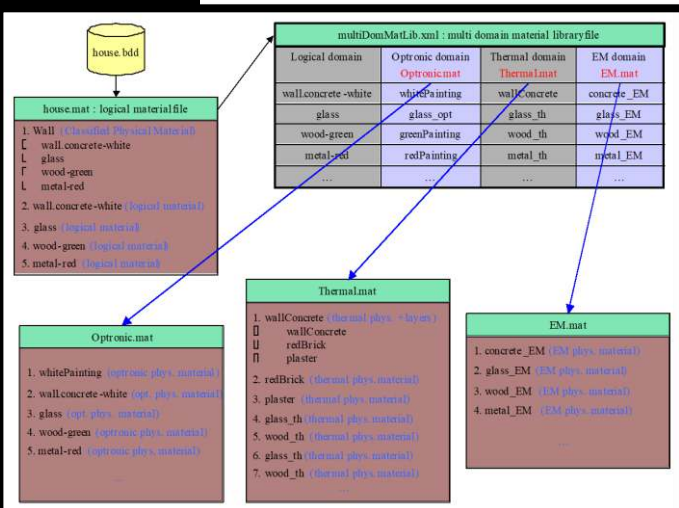 house.bdd
multiDomMatLib.xml : multi domain material library file
Logical domain Optronic domain Thermal domain EM domain
Optronic.mat Thermal.mat EM.mat
wall.concrete-white whitePainting wallConcrete concrete_EM
glass glass_opt glass_th glass_EM
wood-green greenPainting wood_th wood_EM
metal-red redPainting metal_th metal_EM
... ... ... ...
house.mat : logical material file
1. Wall (Classified Physical Material)
wall.concrete-white
glass
wood-green
metal-red
2. wall.concrete-white (logical material)
3. glass (logical material)
4. wood-green (logical material)
5. metal-red (logical material)
Optronic.mat
1. whitePainting (optronic phys. material)
2. wall.concrete-white (opt. phys. material)
3. glass (opt. phys. material)
4. wood-green (optronic phys. material)
5. metal-red (optronic phys. material)
...
Thermal.mat
1. wallConcrete (thermal phys. + layers)
wallConcrete
redBrick
plaster
2. redBrick (thermal phys. material)
3. plaster (thermal phys. material)
4. glass_th (thermal phys. material)
5. wood_th (thermal phys. material)
6. glass_th (thermal phys. material)
7. wood_th (thermal phys. material)
...
EM.mat
1. concrete_EM (EM phys. material)
2. glass_EM (EM phys. material)
3. wood_EM (EM phys. material)
4. metal_EM (EM phys. material)
...